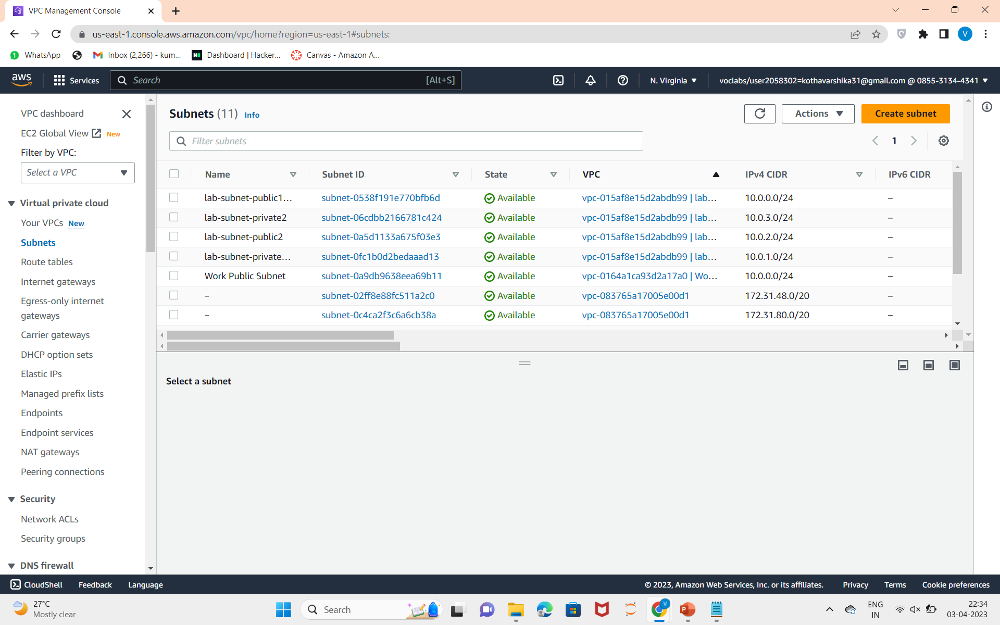 VPC Management Console
us-east-1.console.aws.amazon.com/vpc/home?region=us-east-1#subnets:
V
1 WhatsApp Inbox (2,266) - kum... Dashboard | Hacker... Canvas - Amazon A...
aws Services Search [Alt+S] N. Virginia voclabs/user2058302=kothavarshika31@gmail.com @ 0855-3134-4341
VPC dashboard
EC2 Global View New
Filter by VPC:
Select a VPC
Virtual private cloud
Your VPCs New
Subnets
Route tables
Internet gateways
Egress-only internet
gateways
Carrier gateways
DHCP option sets
Elastic IPs
Managed prefix lists
Endpoints
Endpoint services
NAT gateways
Peering connections
Security
Network ACLs
Security groups
DNS firewall
Subnets (11) Info
Actions Create subnet
Filter subnets
1
Name Subnet ID State VPC IPv4 CIDR IPv6 CIDR
lab-subnet-public1... subnet-0538f191e770bfb6d Available vpc-015af8e15d2abdb99 | lab... 10.0.0.0/24 –
lab-subnet-private2 subnet-06cdbb2166781c424 Available vpc-015af8e15d2abdb99 | lab... 10.0.3.0/24 –
lab-subnet-public2 subnet-0a5d1133a675f03e3 Available vpc-015af8e15d2abdb99 | lab... 10.0.2.0/24 –
lab-subnet-private... subnet-0fc1b0d2bedaaad13 Available vpc-015af8e15d2abdb99 | lab... 10.0.1.0/24 –
Work Public Subnet subnet-0a9db9638eea69b11 Available vpc-0164a1ca93d2a17a0 | Wo... 10.0.0.0/24 –
– subnet-02ff8e88fc511a2c0 Available vpc-083765a17005e00d1 172.31.48.0/20 –
– subnet-0c4ca2f3c6a6cb38a Available vpc-083765a17005e00d1 172.31.80.0/20 –
Select a subnet
CloudShell Feedback Language © 2023, Amazon Web Services, Inc. or its affiliates. Privacy Terms Cookie preferences
27°C
Mostly clear
Search
V
P
ENG
IN
22:34
03-04-2023